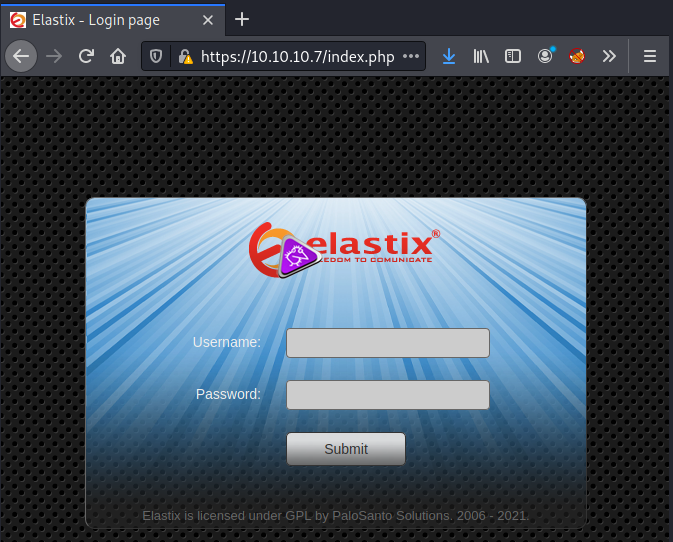 Elastix - Login page
https://10.10.10.7/index.php
elastix®
EDOM TO COMUNICATE
Username:
Password:
Submit
Elastix is licensed under GPL by PaloSanto Solutions. 2006 - 2021.